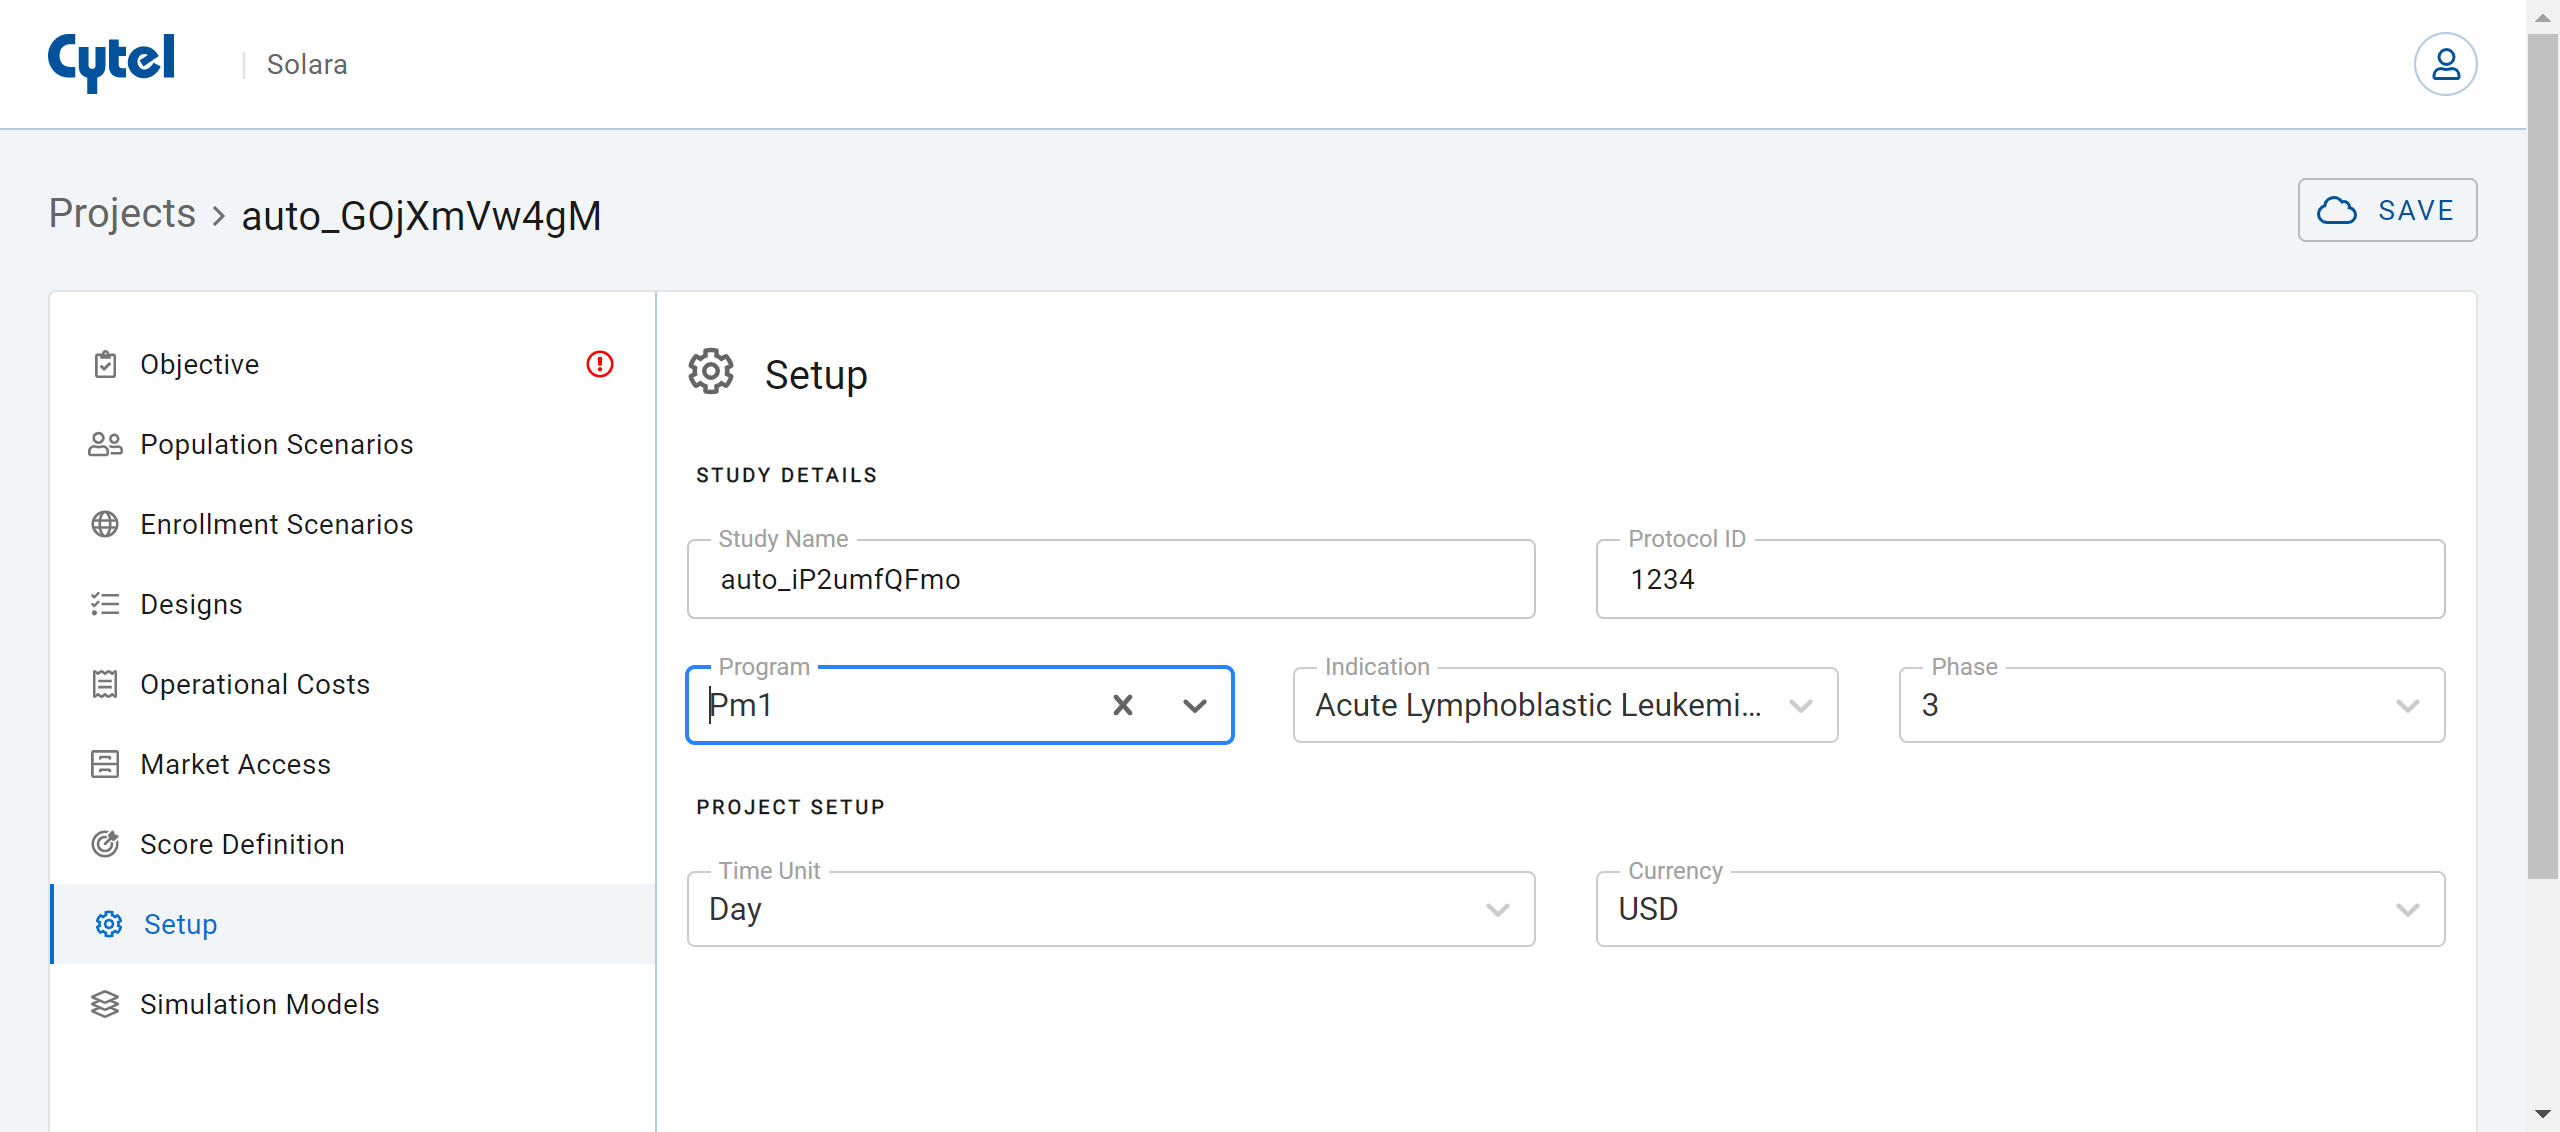 Cytel | Solara
Projects > auto_GOjXmVw4gM
SAVE
Objective
Population Scenarios
Enrollment Scenarios
Designs
Operational Costs
Market Access
Score Definition
Setup
Simulation Models
Setup
STUDY DETAILS
Study Name
auto_iP2umfQFmo
Protocol ID
1234
Program
Pm1
Indication
Acute Lymphoblastic Leukemi...
Phase
3
PROJECT SETUP
Time Unit
Day
Currency
USD